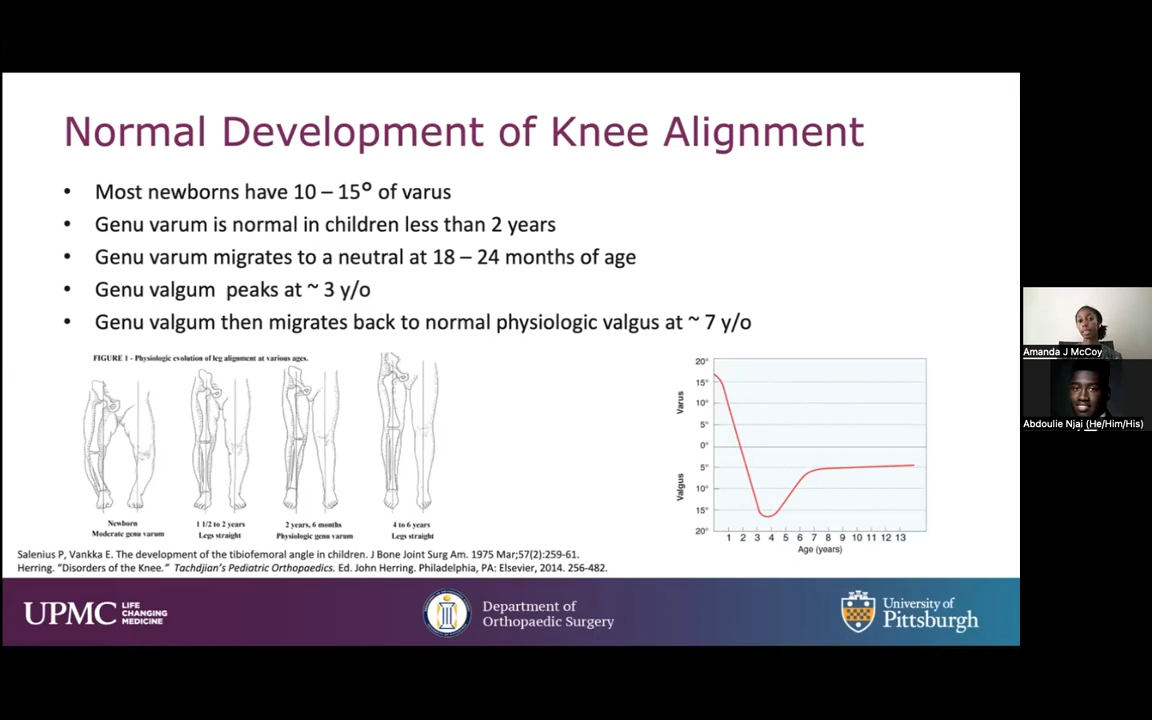 Normal Development of Knee Alignment
• Most newborns have 10 – 15° of varus
• Genu varum is normal in children less than 2 years
• Genu varum migrates to a neutral at 18 – 24 months of age
• Genu valgum peaks at ~ 3 y/o
• Genu valgum then migrates back to normal physiologic valgus at ~ 7 y/o
FIGURE 1 - Physiologic evolution of leg alignment at various ages.
Newborn
Moderate genu varum
1 1/2 to 2 years
Legs straight
2 years, 6 months
Physiologic genu varum
4 to 6 years
Legs straight
Varus
Valgus
20°
15°
10°
5°
0°
5°
10°
15°
20°
1 2 3 4 5 6 7 8 9 10 11 12 13
Age (years)
Salenius P, Vankka E. The development of the tibiofemoral angle in children. J Bone Joint Surg Am. 1975 Mar;57(2):259-61.
Herring. “Disorders of the Knee.” Tachdjian's Pediatric Orthopaedics. Ed. John Herring. Philadelphia, PA: Elsevier, 2014. 256-482.
UPMC LIFE CHANGING MEDICINE
Department of
Orthopaedic Surgery
University of
Pittsburgh
Amanda J McCoy
Abdoulie Njai (He/Him/His)